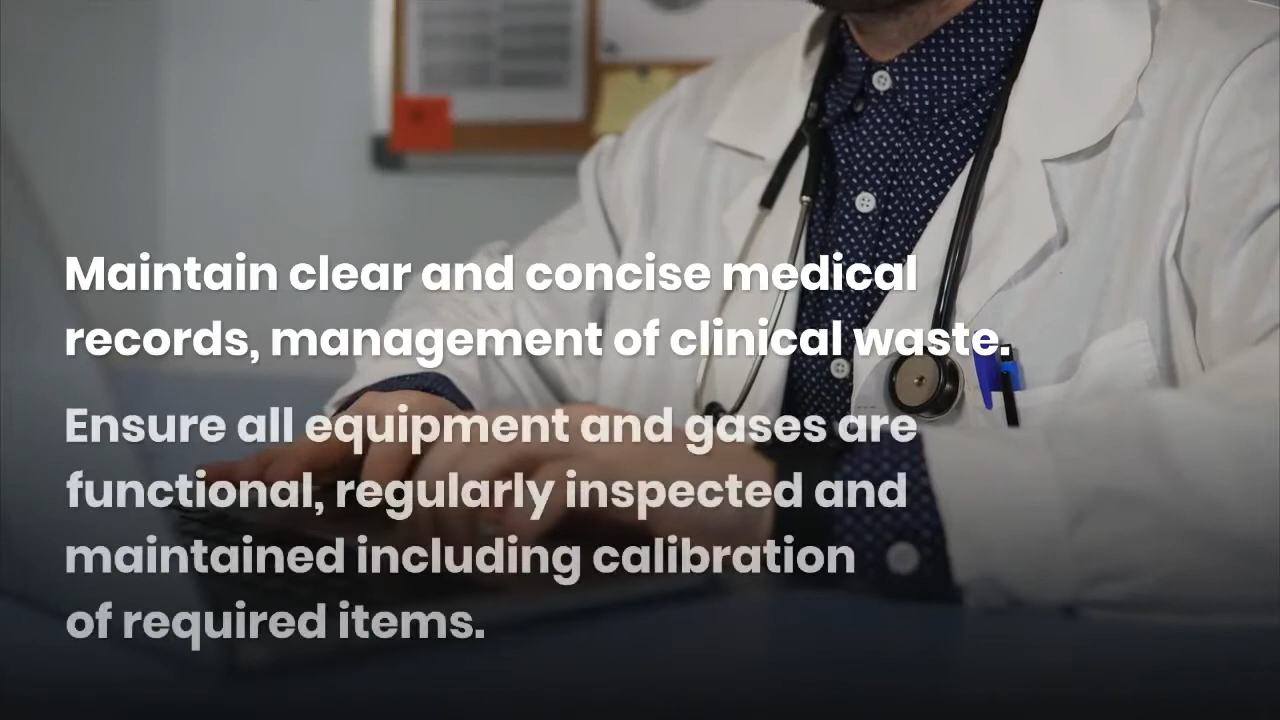 Maintain clear and concise medical
records, management of clinical waste.
Ensure all equipment and gases are
functional, regularly inspected and
maintained including calibration
of required items.